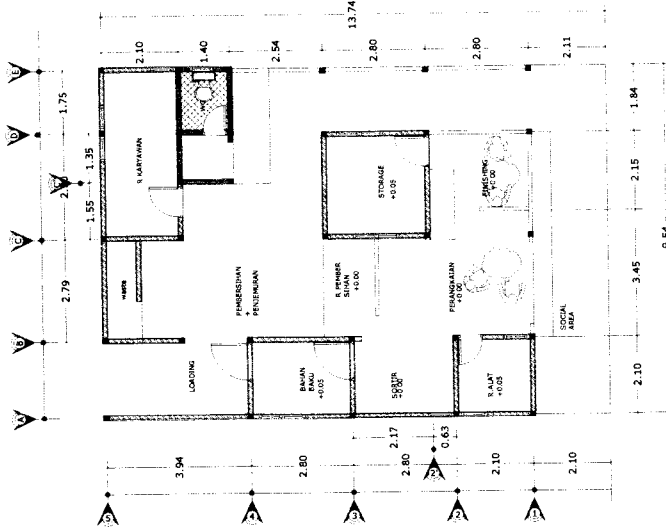 13.74
2.10
1.40
2.54
2.80
2.80
2.11
E
D
C
B
A
1.75
1.35
1.55
2.79
1.84
2.15
3.45
2.10
9.54
R.KARYAWAN
STORAGE
+0.05
FINISHING
+0.00
waste
PEMBERSIHAN
+
PENJEMURAN
R.PEMBER
SIHAN
+0.00
PERANGKAIAN
+0.00
SOCIAL
AREA
LOADING
BAHAN
BAKU
+0.05
SORTIR
+0.00
R.ALAT
+0.05
2.17
0.63
3.94
2.80
2.80
2.10
2.10
5
4
3
2'
2
1